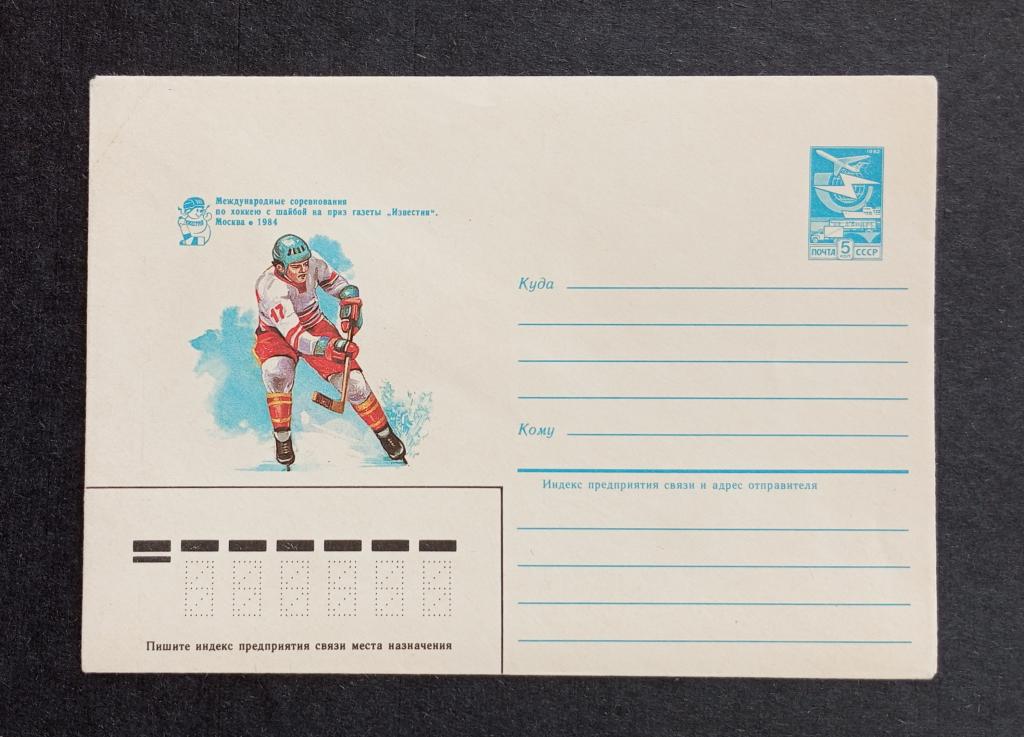 Международные соревнования
по хоккею с шайбой на приз газеты „Известия".
Москва • 1984
17
1982
ПОЧТА 5 КОП СССР
Куда
Кому
Индекс предприятия связи и адрес отправителя
Пишите индекс предприятия связи места назначения